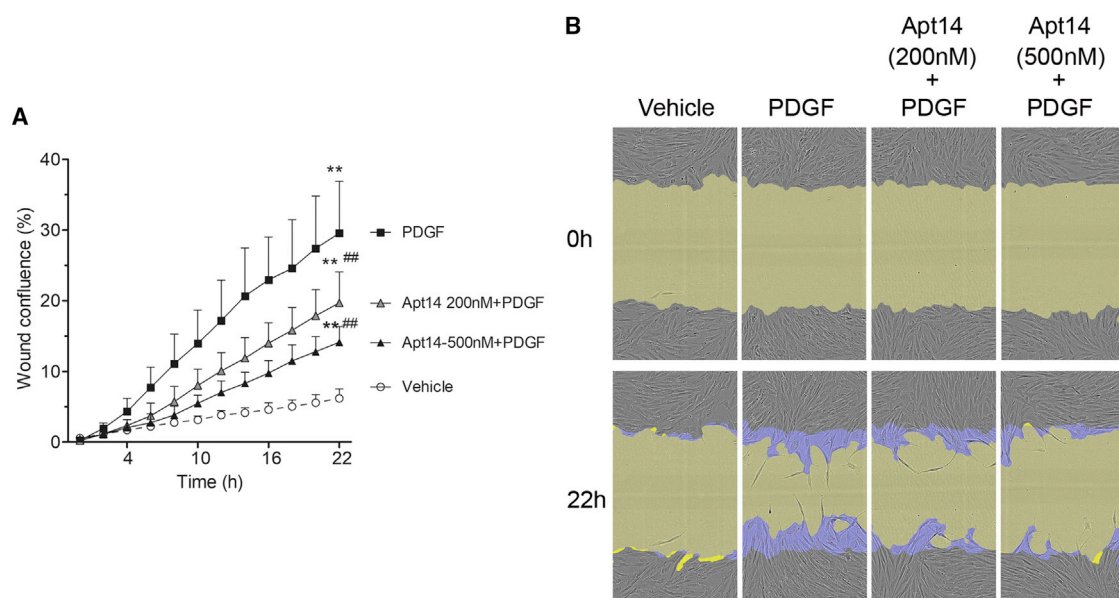 A
Wound confluence (%)
40
30
20
10
0
4
10
16
22
Time (h)
**
** ##
** ##
PDGF
Apt14 200nM+PDGF
Apt14-500nM+PDGF
Vehicle
B
Vehicle
PDGF
Apt14
(200nM)
+
PDGF
Apt14
(500nM)
+
PDGF
0h
22h